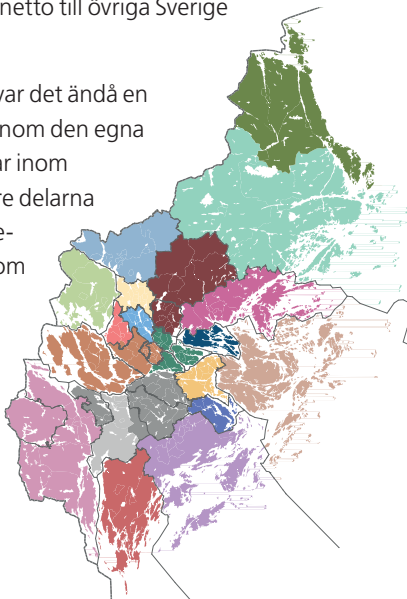 netto till övriga Sverige
var det ändå en
nom den egna
ar inom
re delarna
e-
om